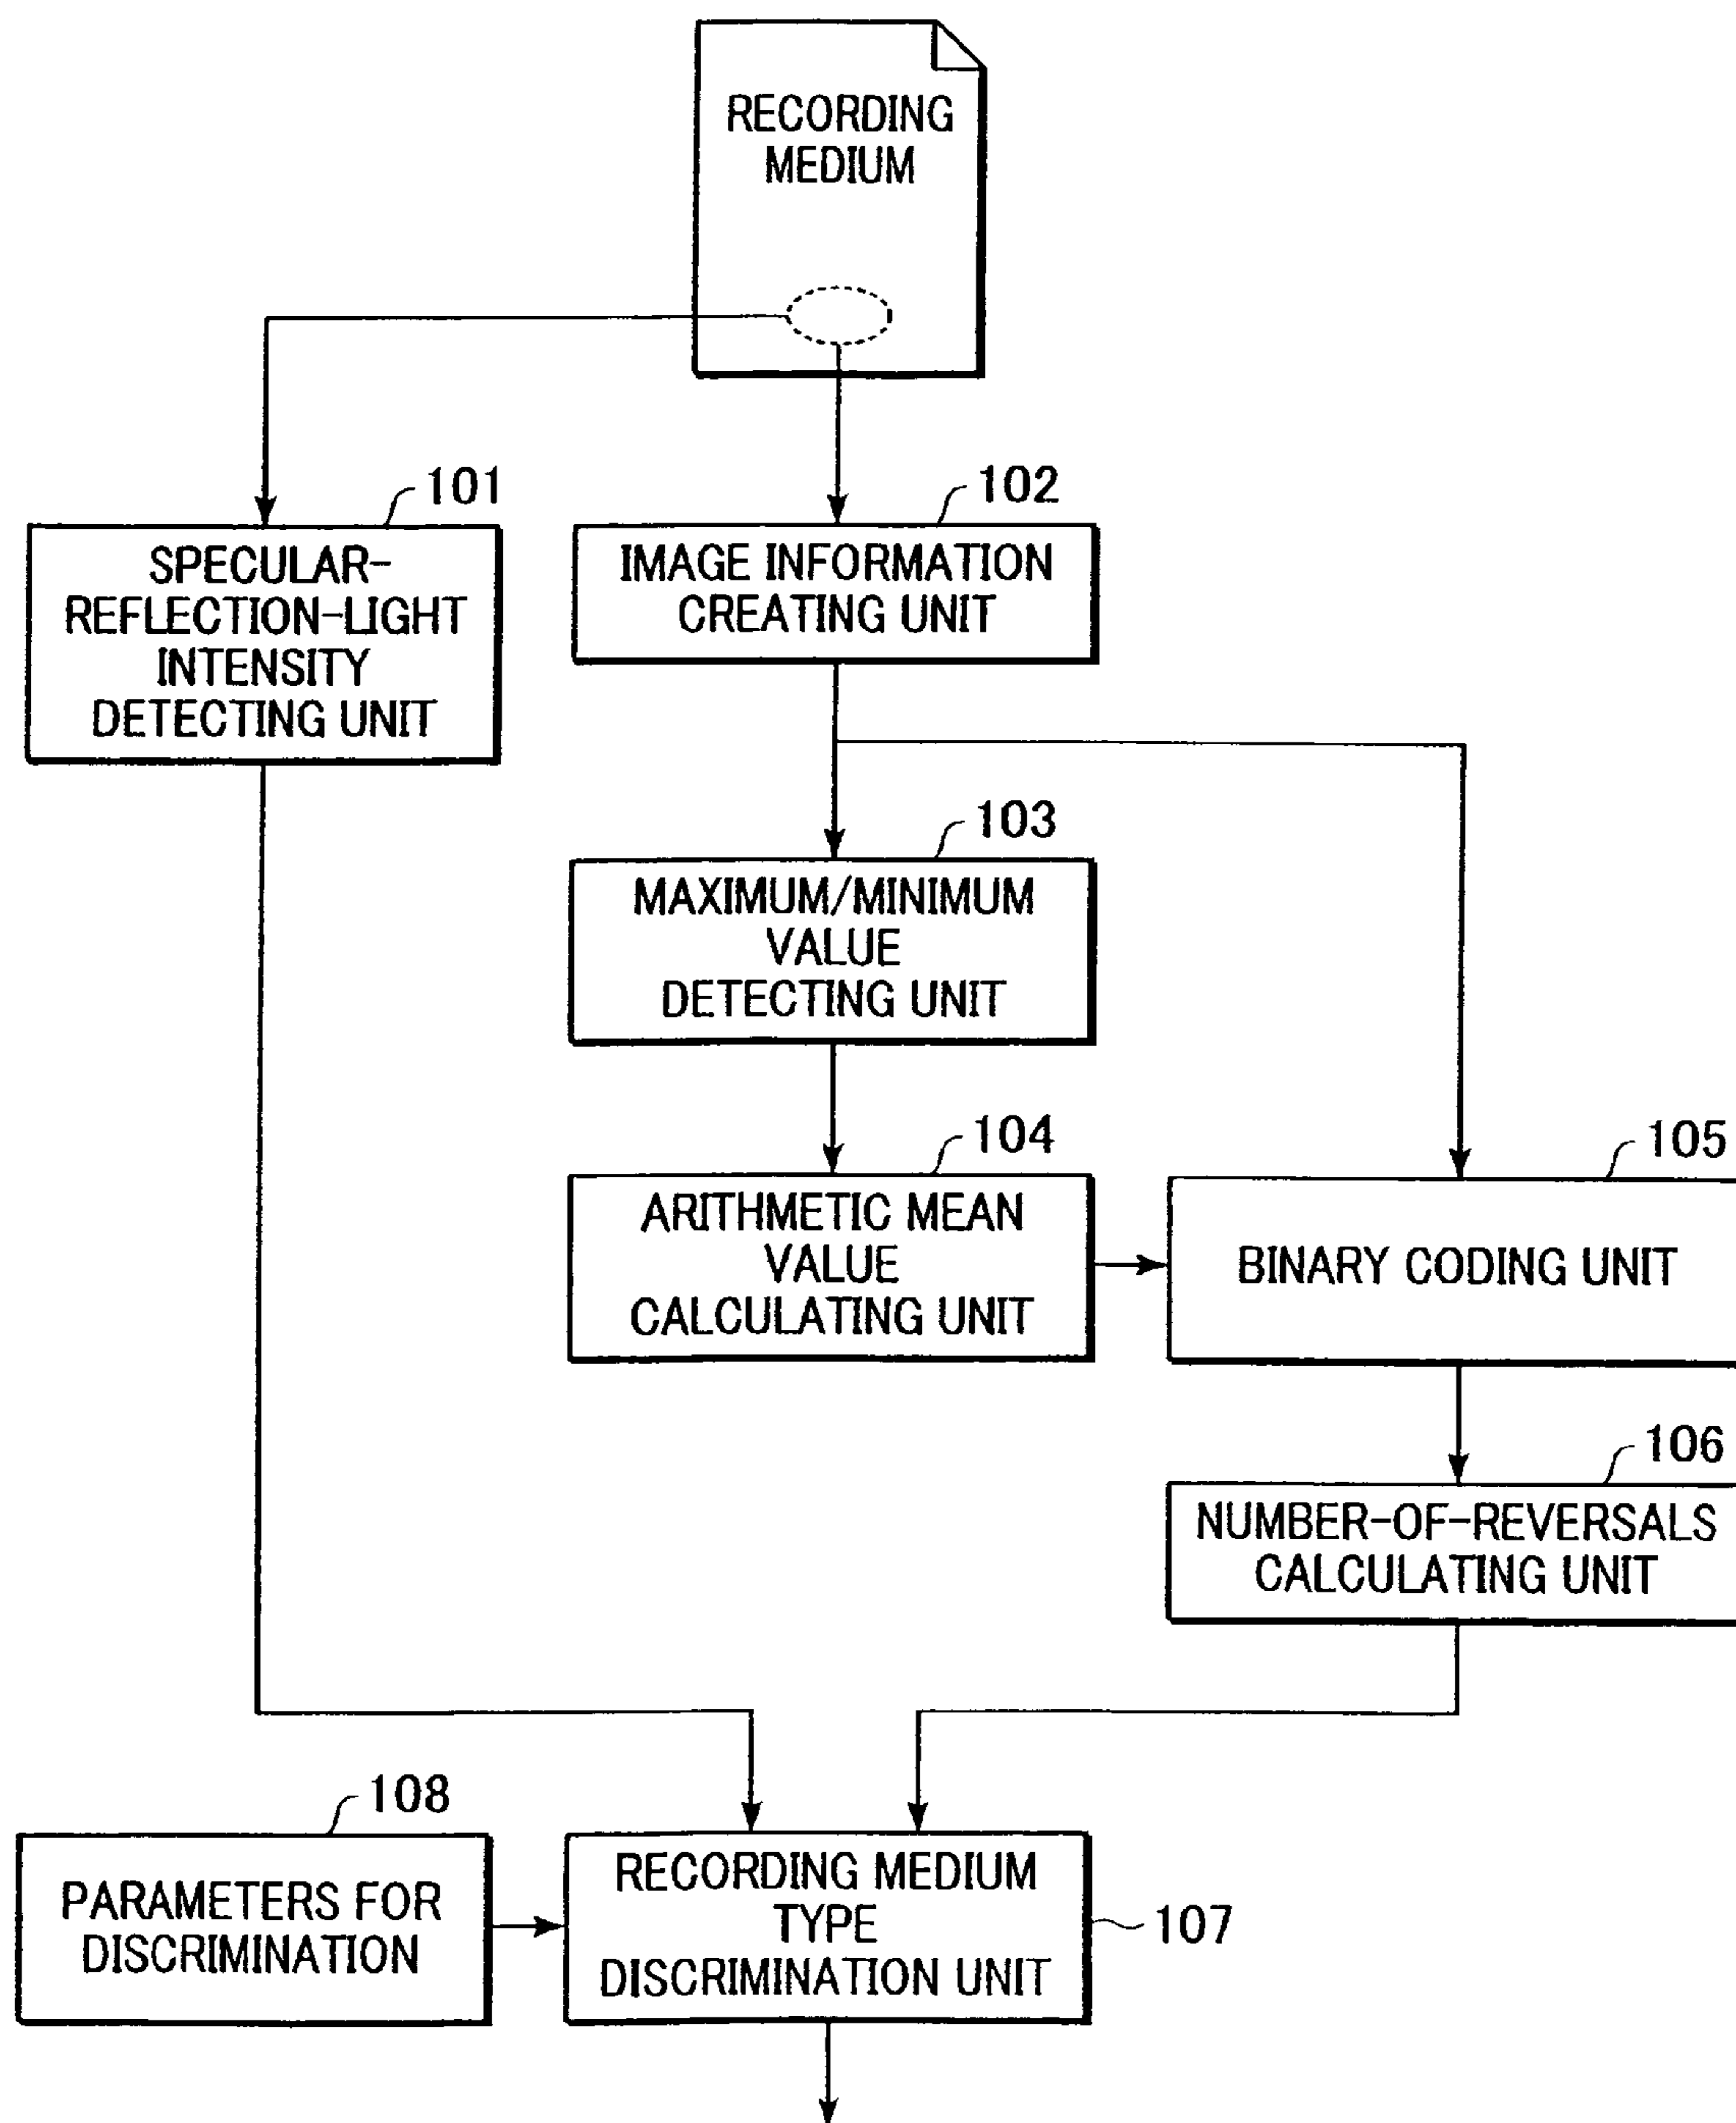 RECORDING
MEDIUM
101
SPECULAR-
REFLECTION-LIGHT
INTENSITY
DETECTING UNIT
102
IMAGE INFORMATION
CREATING UNIT
103
MAXIMUM/MINIMUM
VALUE
DETECTING UNIT
104
ARITHMETIC MEAN
VALUE
CALCULATING UNIT
105
BINARY CODING UNIT
106
NUMBER-OF-REVERSALS
CALCULATING UNIT
108
PARAMETERS FOR
DISCRIMINATION
RECORDING MEDIUM
TYPE
DISCRIMINATION UNIT
107